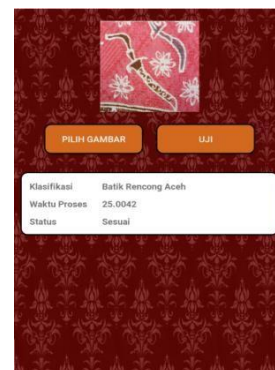 PILIH GAMBAR UJI
Klasifikasi Batik Rencong Aceh
Waktu Proses 25.0042
Status Sesuai